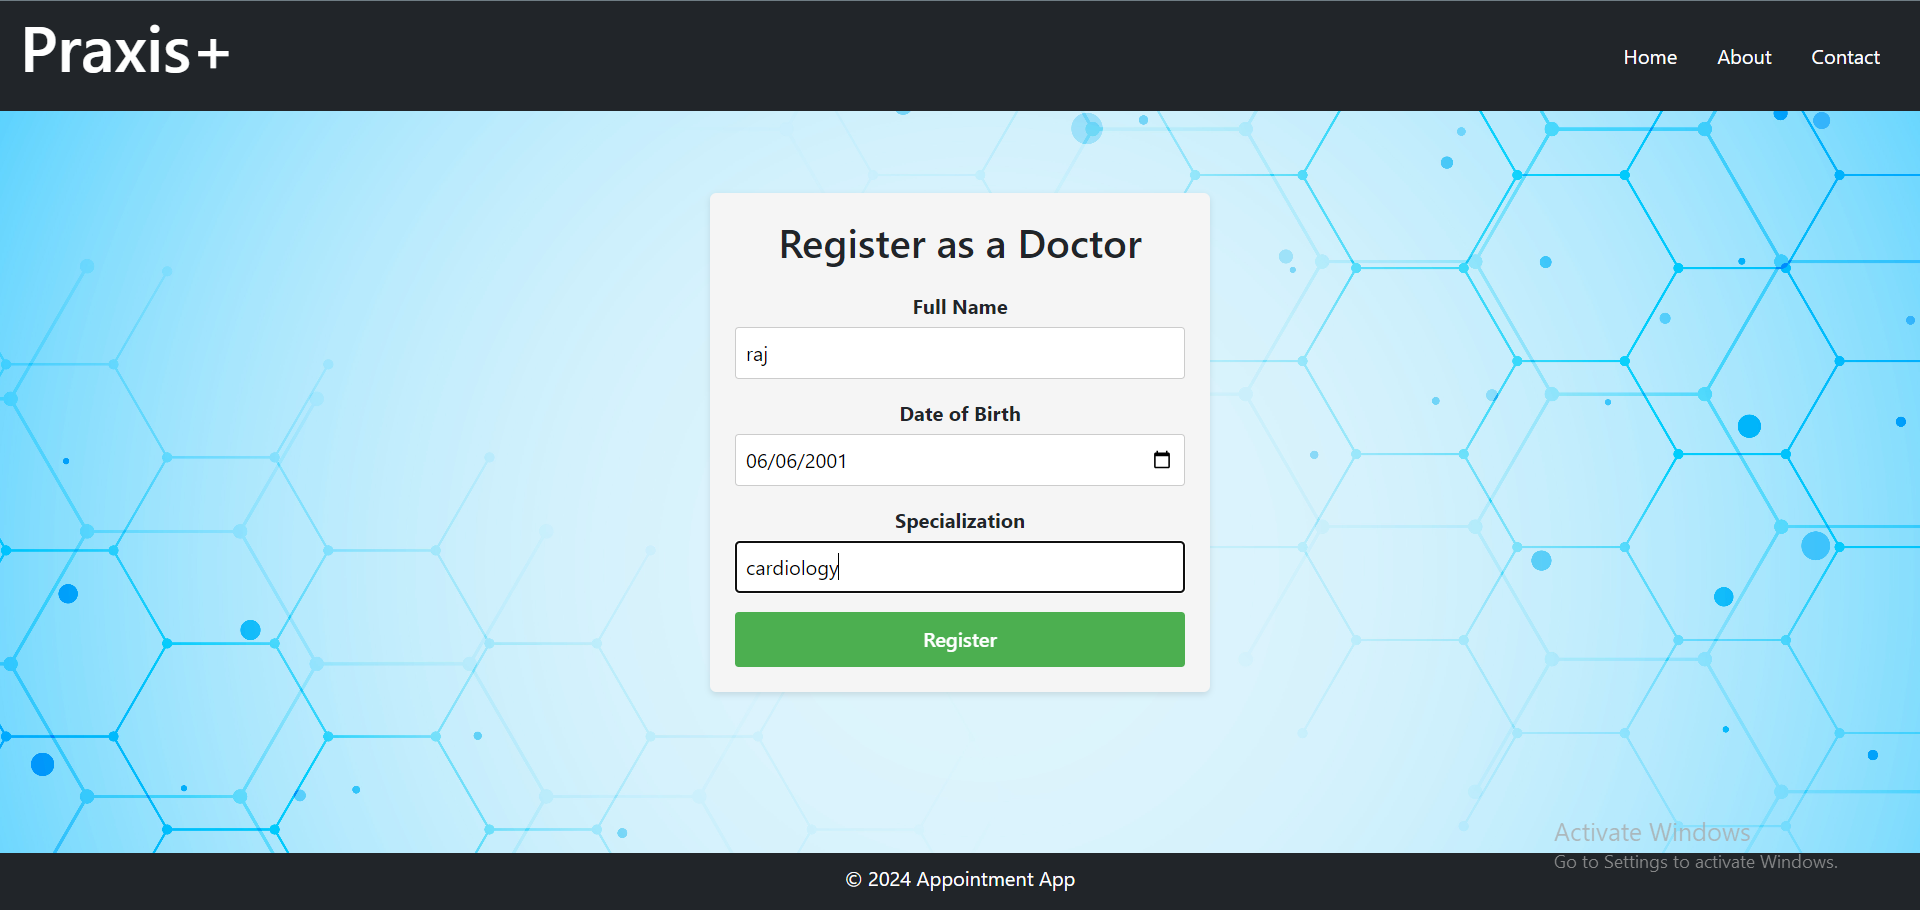 Praxis+
Home About Contact
Register as a Doctor
Full Name
raj
Date of Birth
06/06/2001
Specialization
cardiology
Register
Activate Windows
Go to Settings to activate Windows.
© 2024 Appointment App